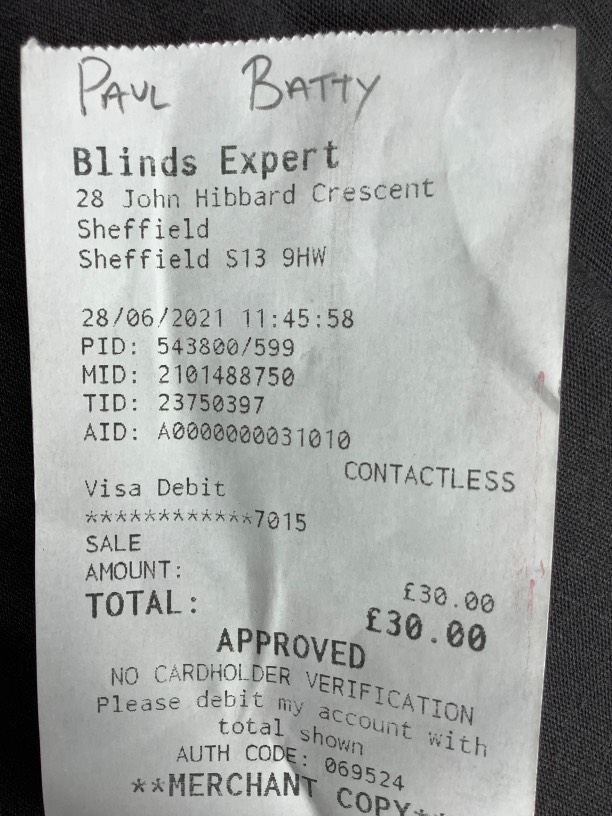 PAUL BATTY
Blinds Expert
28 John Hibbard Crescent
Sheffield
Sheffield S13 9HW
28/06/2021 11:45:58
PID: 543800/599
MID: 2101488750
TID: 23750397
AID: A0000000031010
CONTACTLESS
Visa Debit
************7015
SALE
AMOUNT: £30.00
TOTAL: £30.00
APPROVED
NO CARDHOLDER VERIFICATION
Please debit my account with
total shown
AUTH CODE: 069524
**MERCHANT COPY**